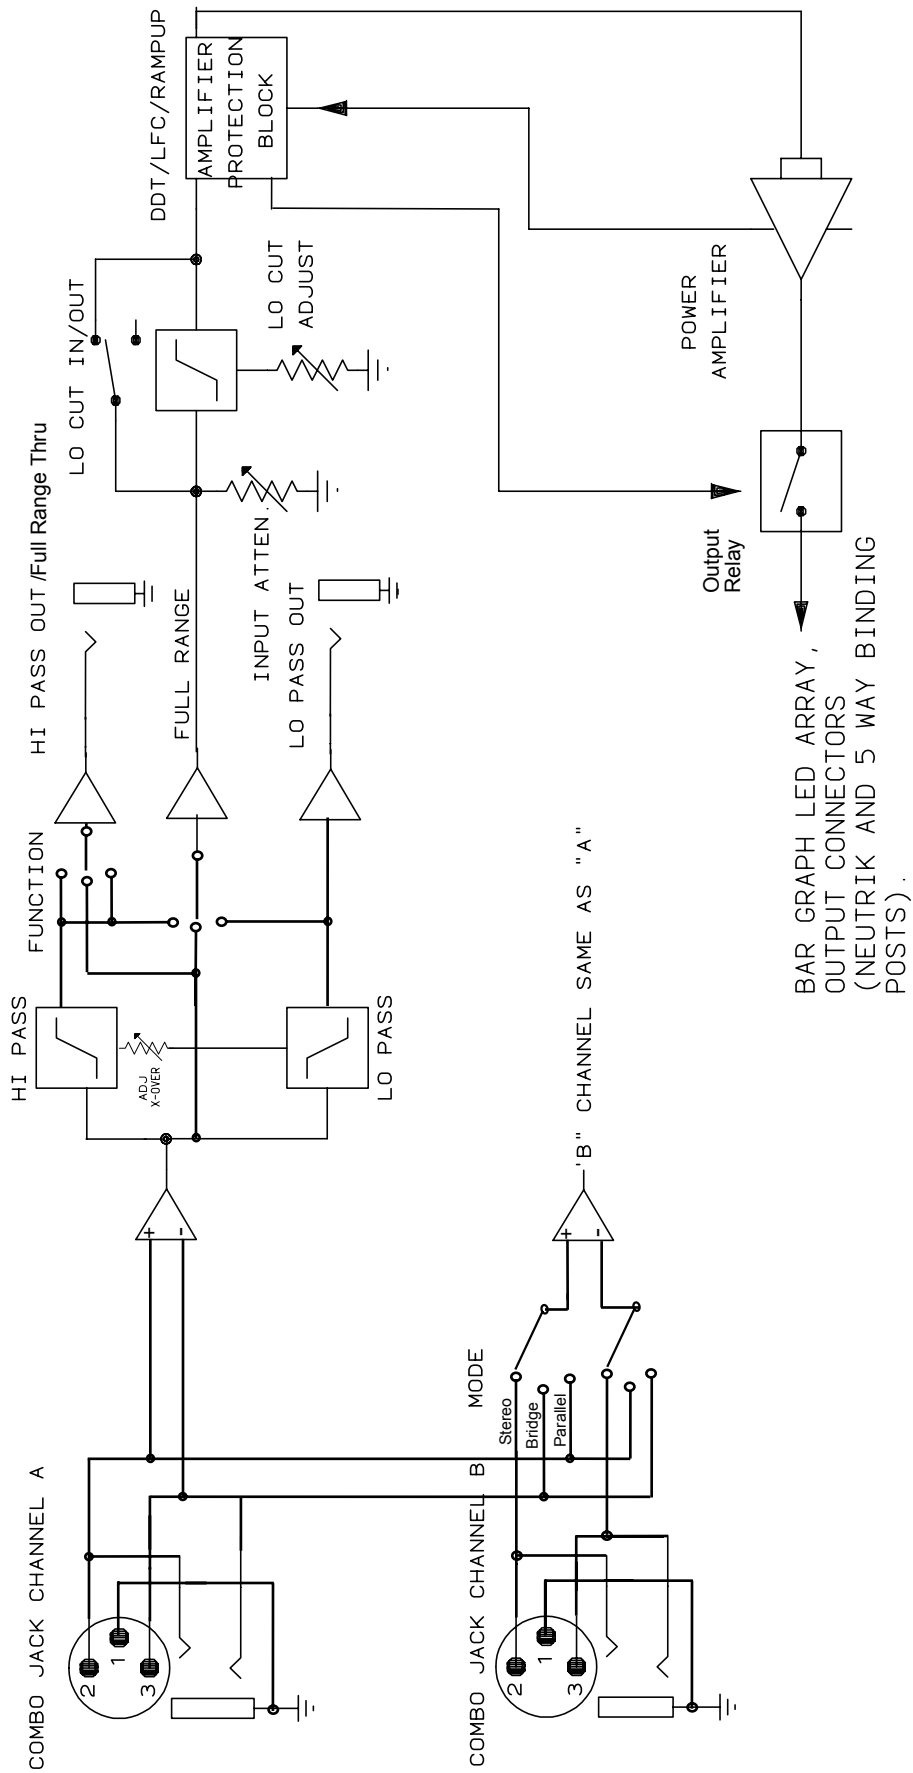 COMBO JACK CHANNEL A
2
1
3
COMBO JACK CHANNEL B
2
1
3
MODE
Stereo
Bridge
Parallel
+
-
+
-
"B" CHANNEL SAME AS "A"
HI PASS
ADJ
X-OVER
LO PASS
FUNCTION
HI PASS OUT/Full Range Thru
FULL RANGE
LO PASS OUT
INPUT ATTEN.
LO CUT IN/OUT
LO CUT
ADJUST
DDT/LFC/RAMPUP
AMPLIFIER
PROTECTION
BLOCK
POWER
AMPLIFIER
Output
Relay
BAR GRAPH LED ARRAY,
OUTPUT CONNECTORS
(NEUTRIK AND 5 WAY BINDING
POSTS).